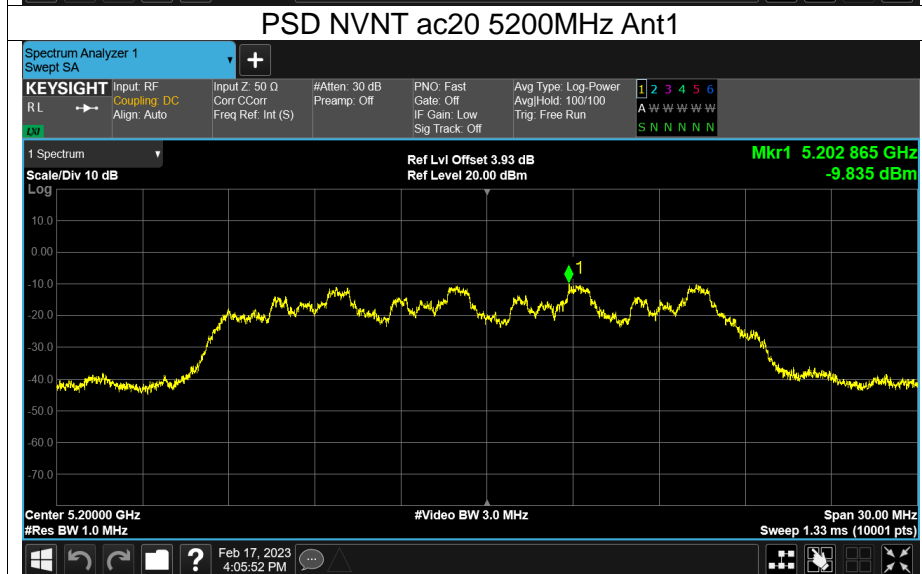 PSD NVNT ac20 5200MHz Ant1
Spectrum Analyzer 1
Swept SA
+
KEYSIGHT Input: RF Input Z: 50 Ω #Atten: 30 dB PNO: Fast Avg Type: Log-Power 1 2 3 4 5 6
R L Coupling: DC Corr CCorr Preamp: Off Gate: Off Avg|Hold: 100/100 A W W W W W
Align: Auto Freq Ref: Int (S) IF Gain: Low Trig: Free Run
LXI Sig Track: Off S N N N N N
1 Spectrum Ref Lvl Offset 3.93 dB Mkr1 5.202 865 GHz
Scale/Div 10 dB Ref Level 20.00 dBm -9.835 dBm
Log
10.0
0.00
1
-10.0
-20.0
-30.0
-40.0
-50.0
-60.0
-70.0
Center 5.20000 GHz #Video BW 3.0 MHz Span 30.00 MHz
#Res BW 1.0 MHz Sweep 1.33 ms (10001 pts)
? Feb 17, 2023
4:05:52 PM